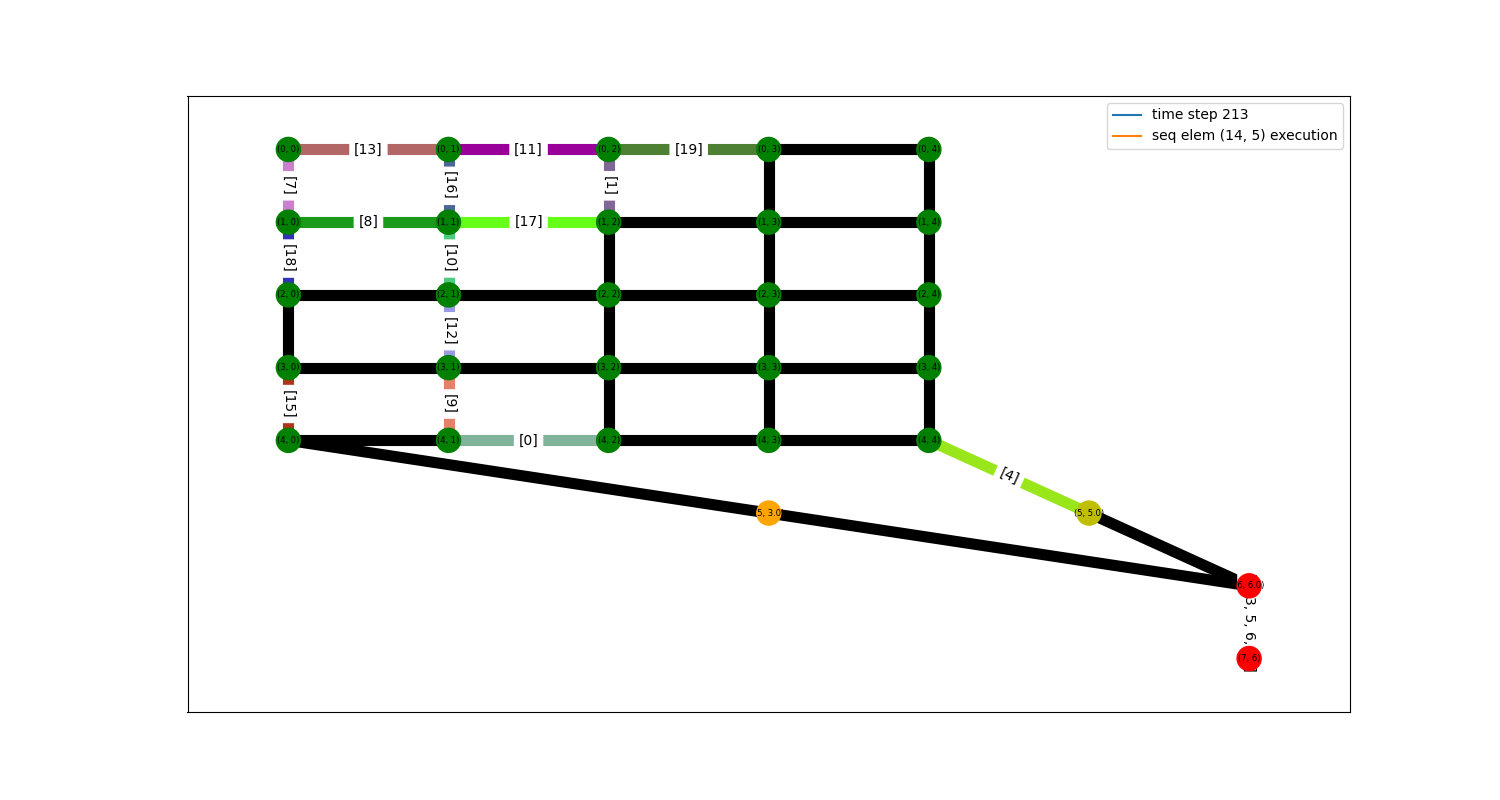 time step 213
seq elem (14, 5) execution
(0, 0) [13] (0, 1) [11] (0, 2) [19] (0, 3) (0, 4)
[7] [16] [1]
(1, 0) [8] (1, 1) [17] (1, 2) (1, 3) (1, 4)
[18] [10]
(2, 0) (2, 1) (2, 2) (2, 3) (2, 4)
[12]
(3, 0) (3, 1) (3, 2) (3, 3) (3, 4)
[15] [9]
(4, 0) (4, 1) [0] (4, 2) (4, 3) (4, 4)
[4]
(5, 3.0) (5, 5.0)
(6, 6.0)
3, 5, 6,
(7, 6)